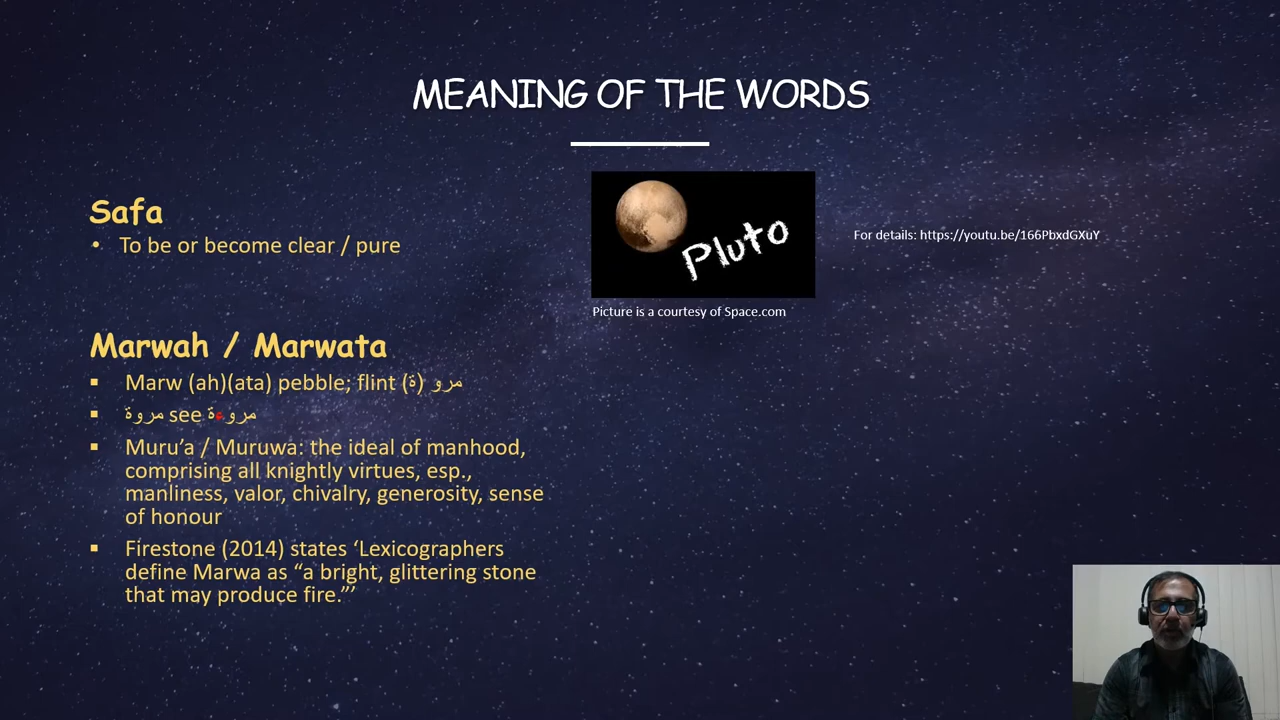 MEANING OF THE WORDS
Safa
• To be or become clear / pure
Marwah / Marwata
▪ Marw (ah)(ata) pebble; flint مرو (ة)
▪ مروة see مروءة
▪ Muru’a / Muruwa: the ideal of manhood,
comprising all knightly virtues, esp.,
manliness, valor, chivalry, generosity, sense
of honour
▪ Firestone (2014) states ‘Lexicographers
define Marwa as “a bright, glittering stone
that may produce fire.”’
Pluto
Picture is a courtesy of Space.com
For details: https://youtu.be/166PbxdGXuY